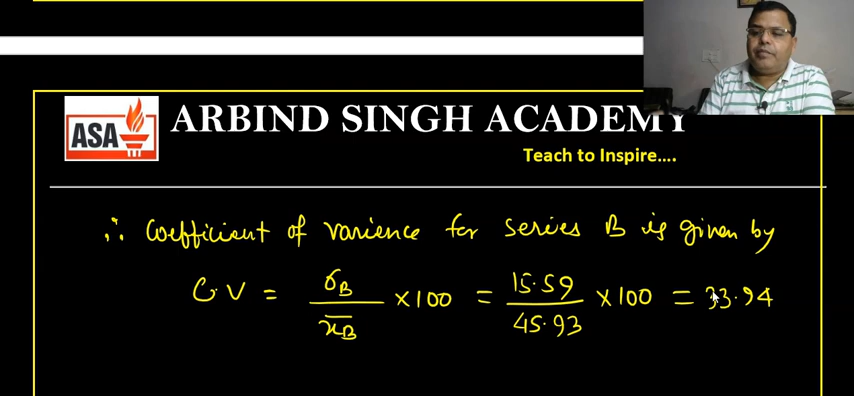 ASA
ARBIND SINGH ACADEMY
Teach to Inspire....
∴ Coefficient of varience for series B is given by
C.V = σB / x̄B × 100 = 15.59 / 45.93 × 100 = 33.94